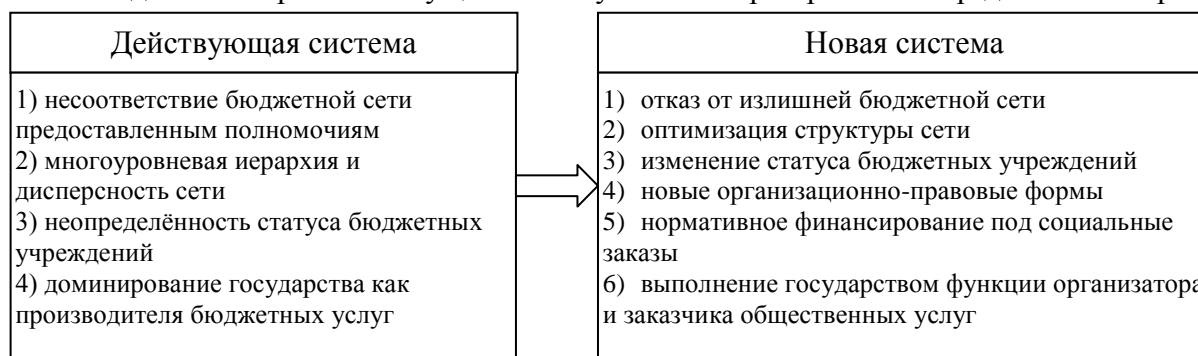 Действующая система
1) несоответствие бюджетной сети
предоставленным полномочиям
2) многоуровневая иерархия и
дисперсность сети
3) неопределённость статуса бюджетных
учреждений
4) доминирование государства как
производителя бюджетных услуг
Новая система
1) отказ от излишней бюджетной сети
2) оптимизация структуры сети
3) изменение статуса бюджетных учреждений
4) новые организационно-правовые формы
5) нормативное финансирование под социальные
заказы
6) выполнение государством функции организатора
и заказчика общественных услуг